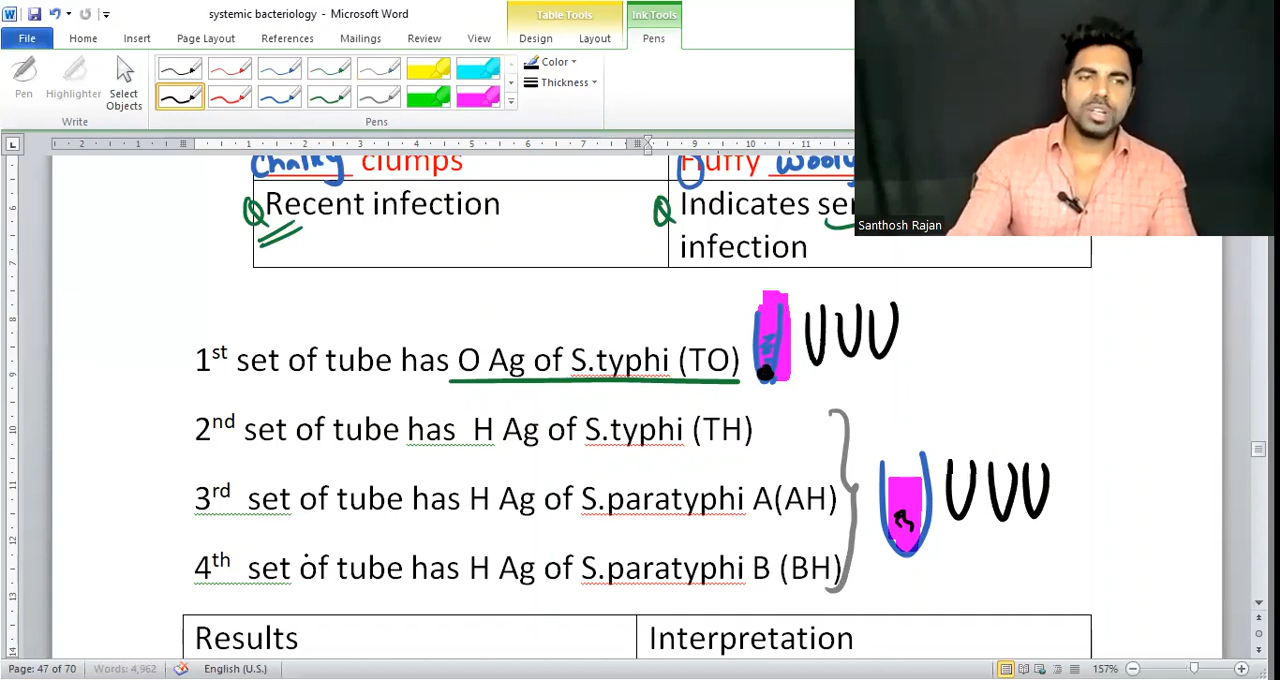 systemic bacteriology - Microsoft Word
Table Tools
Ink Tools
File
Home
Insert
Page Layout
References
Mailings
Review
View
Design
Layout
Pens
Pen
Highlighter
Select Objects
Color
Thickness
Write
Pens
Santhosh Rajan
Chalky clumps
Fluffy
Q Recent infection
Q Indicates
infection
1st set of tube has O Ag of S.typhi (TO)
2nd set of tube has H Ag of S.typhi (TH)
3rd set of tube has H Ag of S.paratyphi A(AH)
4th set of tube has H Ag of S.paratyphi B (BH)
Results
Interpretation
Page: 47 of 70
Words: 4,962
English (U.S.)
157%